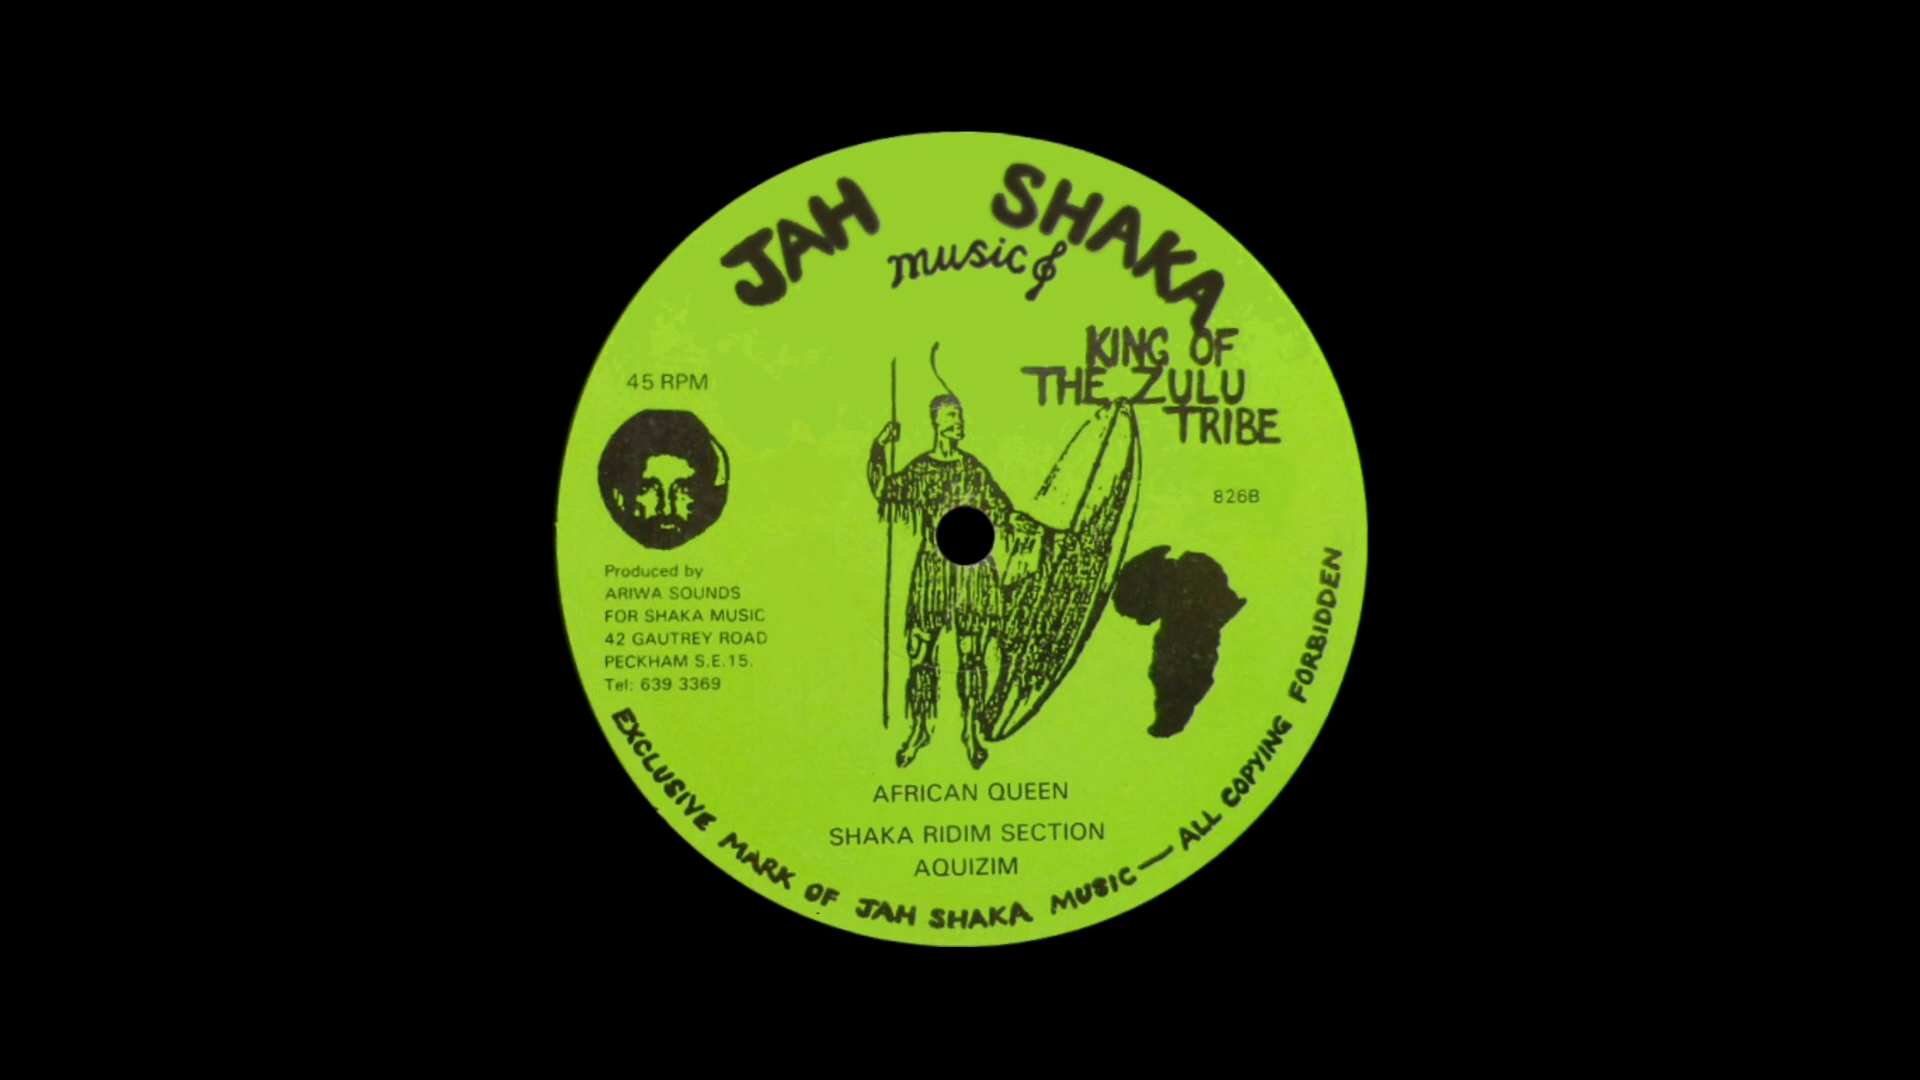 JAH SHAKA
music
KING OF
THE ZULU
TRIBE
45 RPM
826B
Produced by
ARIWA SOUNDS
FOR SHAKA MUSIC
42 GAUTREY ROAD
PECKHAM S.E.15.
Tel: 639 3369
AFRICAN QUEEN
SHAKA RIDIM SECTION
AQUIZIM
EXCLUSIVE MARK OF JAH SHAKA MUSIC — ALL COPYING FORBIDDEN